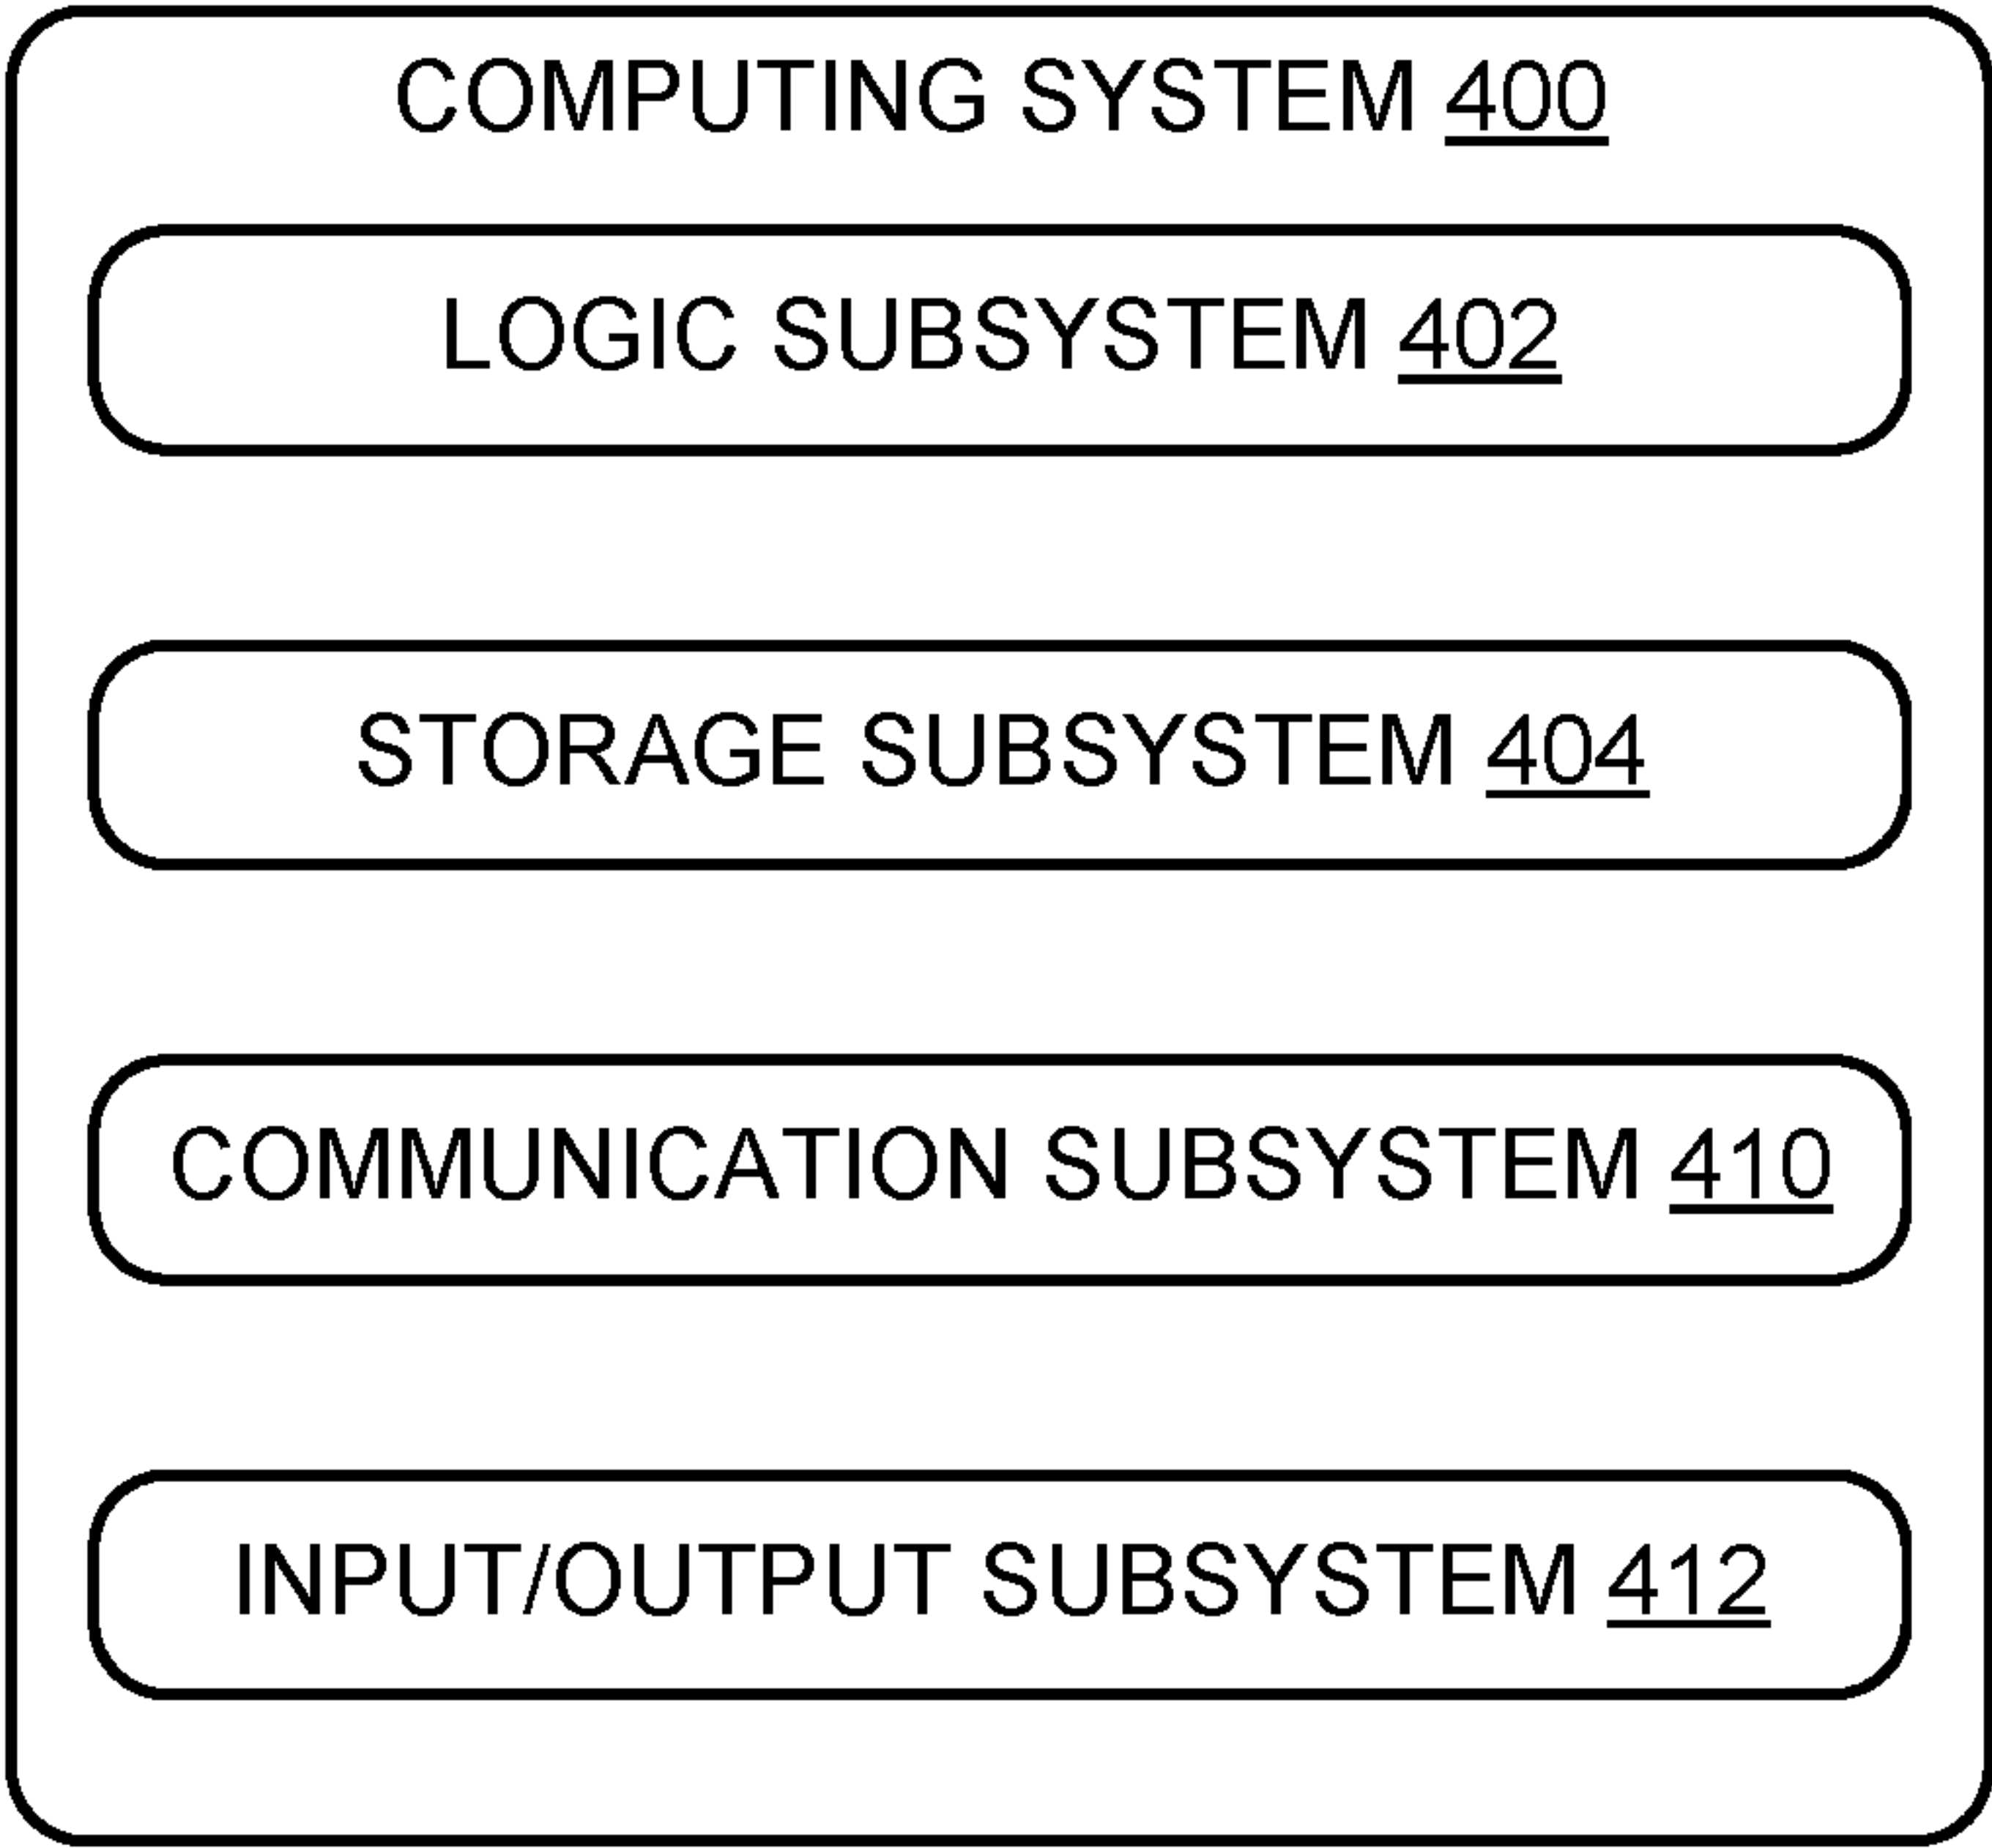 COMPUTING SYSTEM 400
LOGIC SUBSYSTEM 402
STORAGE SUBSYSTEM 404
COMMUNICATION SUBSYSTEM 410
INPUT/OUTPUT SUBSYSTEM 412